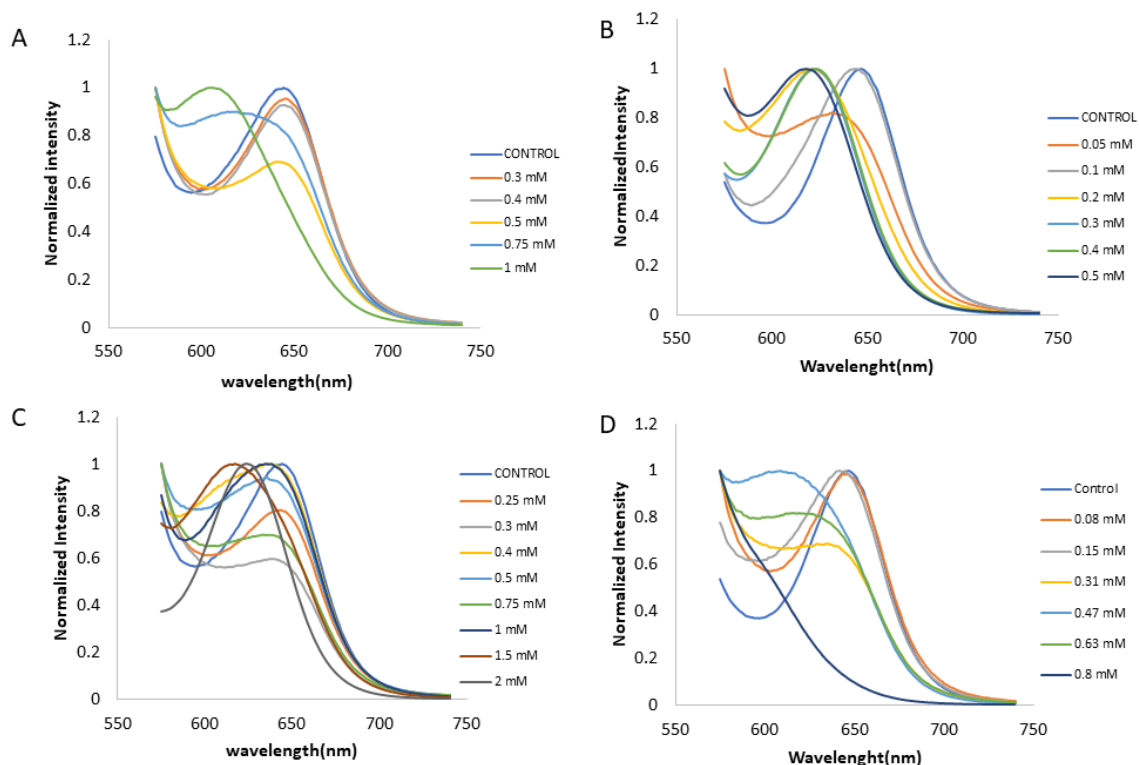 A
Normalized intensity
1.2
1
0.8
0.6
0.4
0.2
0
550
600
650
700
750
wavelength(nm)
CONTROL
0.3 mM
0.4 mM
0.5 mM
0.75 mM
1 mM
B
NormalizedIntensity
1.2
1
0.8
0.6
0.4
0.2
0
550
600
650
700
750
Wavelenght(nm)
CONTROL
0.05 mM
0.1 mM
0.2 mM
0.3 mM
0.4 mM
0.5 mM
C
Normalized Intensity
1.2
1
0.8
0.6
0.4
0.2
0
550
600
650
700
750
wavelength(nm)
CONTROL
0.25 mM
0.3 mM
0.4 mM
0.5 mM
0.75 mM
1 mM
1.5 mM
2 mM
D
Normalized Intensity
1.2
1
0.8
0.6
0.4
0.2
0
550
600
650
700
750
Wavelenght(nm)
Control
0.08 mM
0.15 mM
0.31 mM
0.47 mM
0.63 mM
0.8 mM